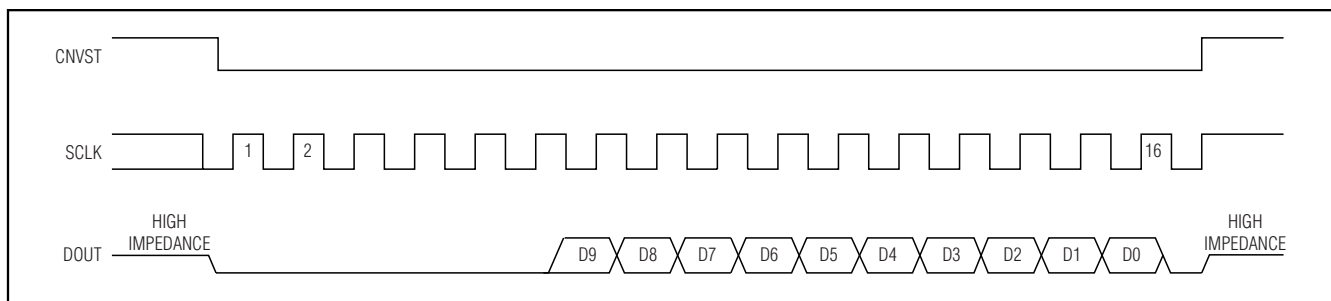 CNVST
SCLK
1 2 16
HIGH
IMPEDANCE
HIGH
IMPEDANCE
DOUT
D9 D8 D7 D6 D5 D4 D3 D2 D1 D0